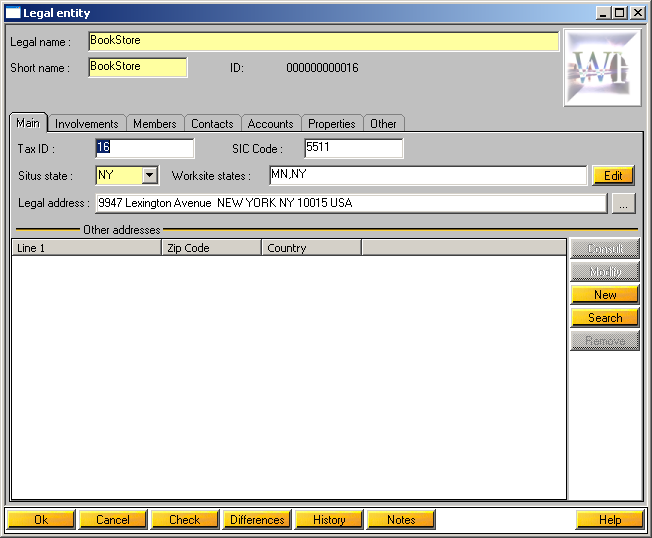 Legal entity
Legal name : BookStore
Short name : BookStore ID: 000000000016
Main Involvements Members Contacts Accounts Properties Other
Tax ID : 16 SIC Code : 5511
Situs state : NY Worksite states : MN,NY Edit
Legal address : 9947 Lexington Avenue NEW YORK NY 10015 USA ...
Other addresses
Line 1 Zip Code Country
Consult
Modify
New
Search
Remove
Ok Cancel Check Differences History Notes Help